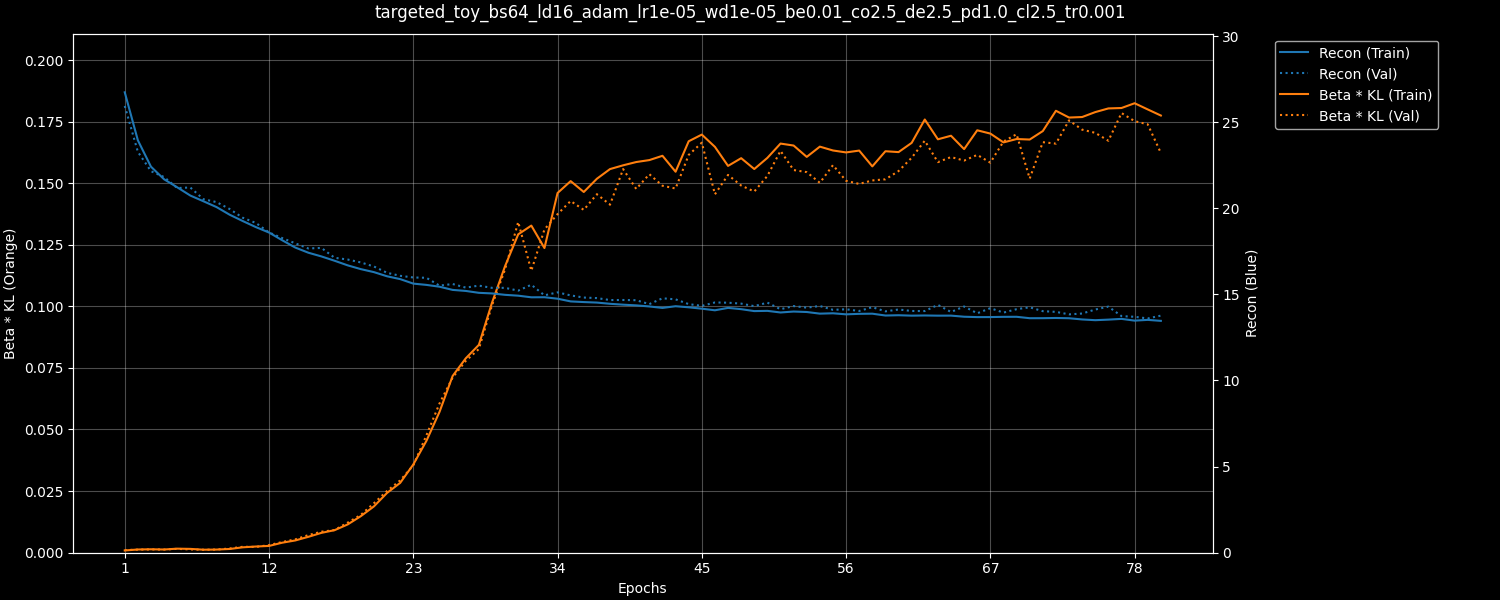 targeted_toy_bs64_ld16_adam_lr1e-05_wd1e-05_be0.01_co2.5_de2.5_pd1.0_cl2.5_tr0.001
Beta * KL (Orange)
0.200
0.175
0.150
0.125
0.100
0.075
0.050
0.025
0.000
1 12 23 34 45 56 67 78
Epochs
30
25
20
15
10
5
0
Recon (Blue)
Recon (Train)
Recon (Val)
Beta * KL (Train)
Beta * KL (Val)